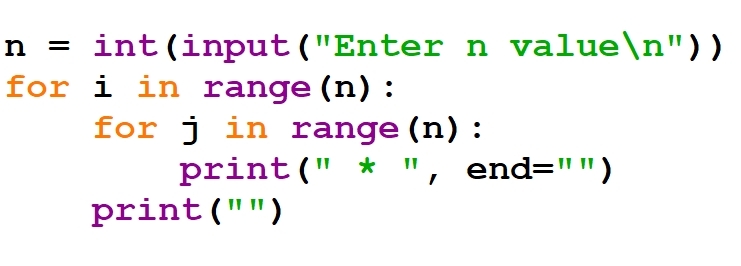 n = int(input("Enter n value\n"))
for i in range(n):
    for j in range(n):
        print(" * ", end="")
    print("")